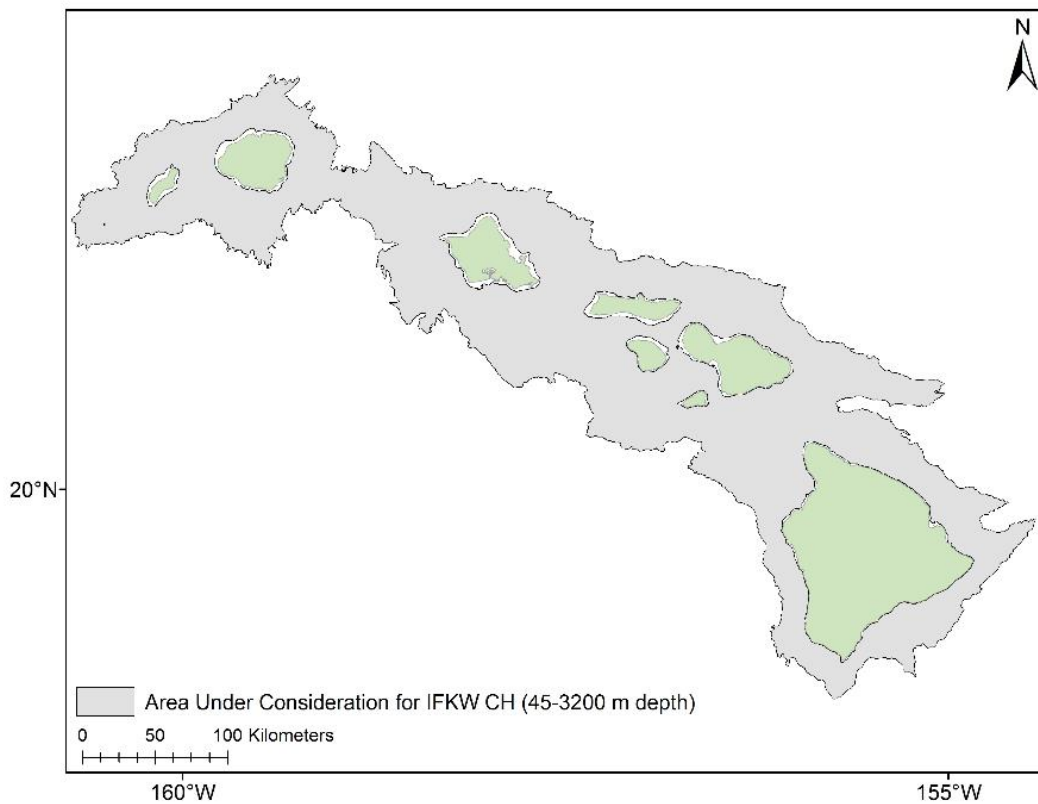 N
20°N
Area Under Consideration for IFKW CH (45-3200 m depth)
0 50 100 Kilometers
160°W 155°W